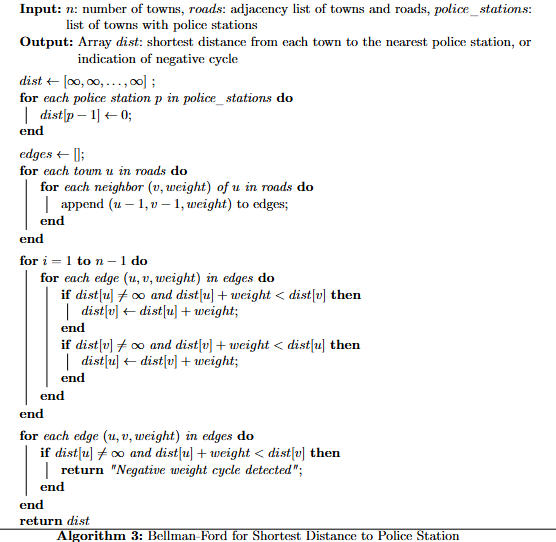 Input: n: number of towns, roads: adjacency list of towns and roads, police_stations:
list of towns with police stations
Output: Array dist: shortest distance from each town to the nearest police station, or
indication of negative cycle
dist ← [∞, ∞, . . . , ∞] ;
for each police station p in police_stations do
dist[p − 1] ← 0;
end
edges ← [];
for each town u in roads do
for each neighbor (v, weight) of u in roads do
append (u − 1, v − 1, weight) to edges;
end
end
for i = 1 to n − 1 do
for each edge (u, v, weight) in edges do
if dist[u] ≠ ∞ and dist[u] + weight < dist[v] then
dist[v] ← dist[u] + weight;
end
if dist[v] ≠ ∞ and dist[v] + weight < dist[u] then
dist[u] ← dist[v] + weight;
end
end
end
for each edge (u, v, weight) in edges do
if dist[u] ≠ ∞ and dist[u] + weight < dist[v] then
return "Negative weight cycle detected";
end
end
return dist
Algorithm 3: Bellman-Ford for Shortest Distance to Police Station